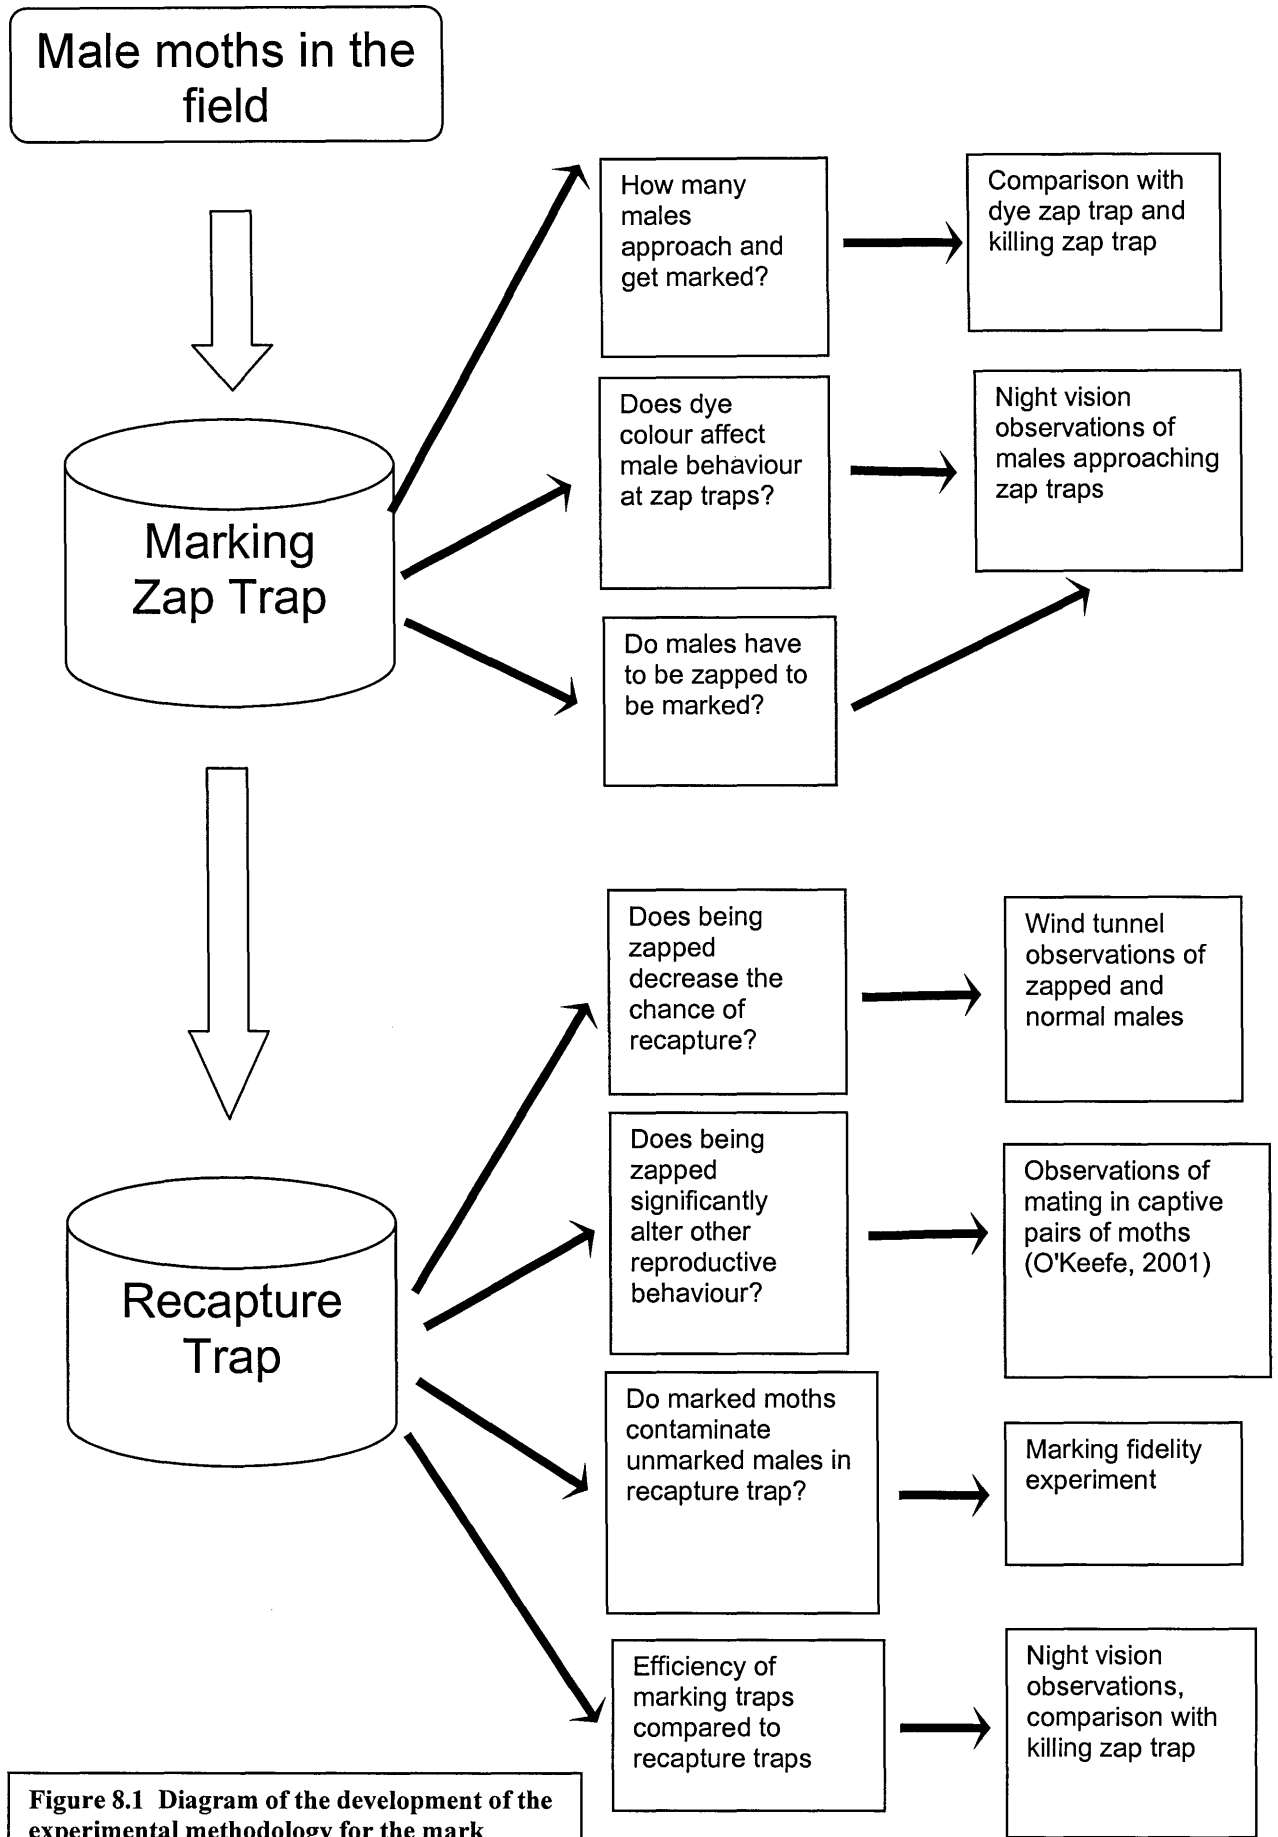 Male moths in the
field
How many
males
approach and
get marked?
Comparison with
dye zap trap and
killing zap trap
Does dye
colour affect
male behaviour
at zap traps?
Night vision
observations of
males approaching
zap traps
Marking
Zap Trap
Do males have
to be zapped to
be marked?
Does being
zapped
decrease the
chance of
recapture?
Wind tunnel
observations of
zapped and
normal males
Does being
zapped
significantly
alter other
reproductive
behaviour?
Observations of
mating in captive
pairs of moths
(O'Keefe, 2001)
Recapture
Trap
Do marked moths
contaminate
unmarked males in
recapture trap?
Marking fidelity
experiment
Efficiency of
marking traps
compared to
recapture traps
Night vision
observations,
comparison with
killing zap trap
Figure 8.1 Diagram of the development of the
experimental methodology for the mark